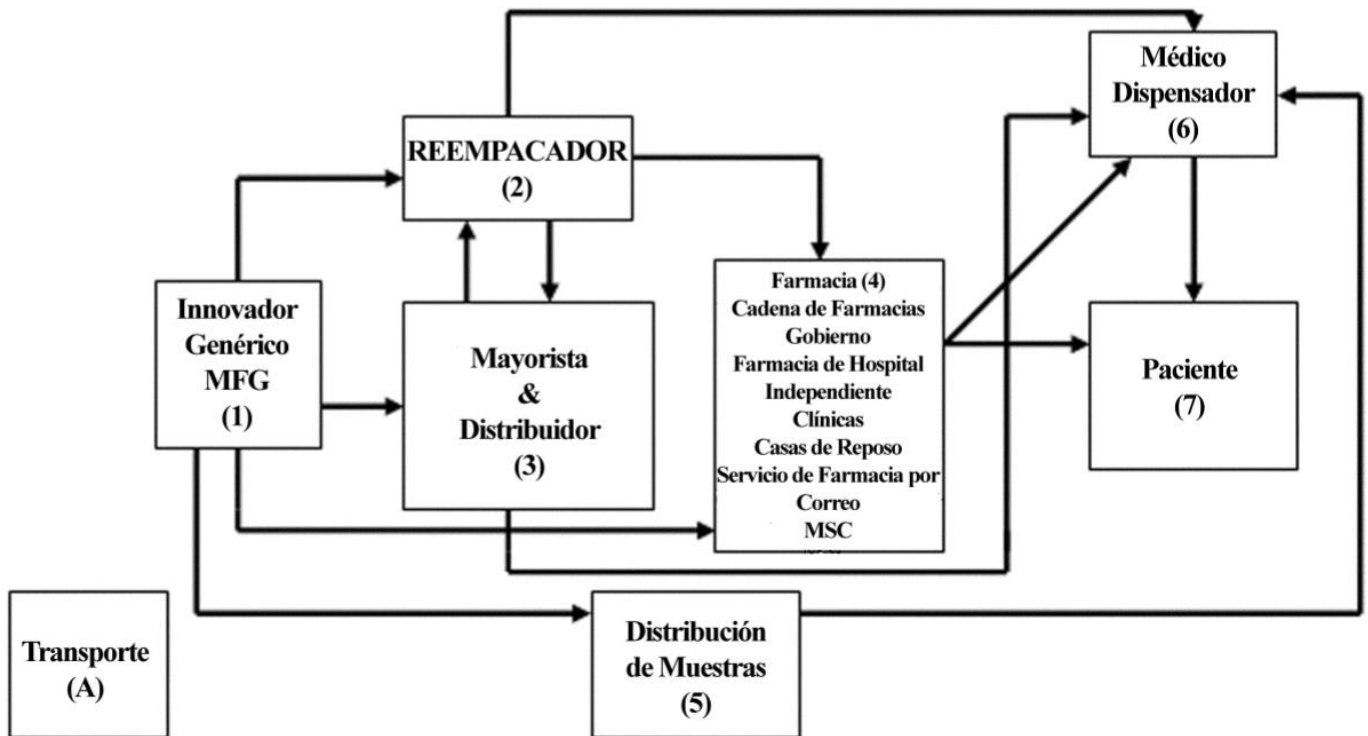 Médico
Dispensador
(6)
REEMPACADOR
(2)
Innovador
Genérico
MFG
(1)
Mayorista
&
Distribuidor
(3)
Farmacia (4)
Cadena de Farmacias
Gobierno
Farmacia de Hospital
Independiente
Clínicas
Casas de Reposo
Servicio de Farmacia por
Correo
MSC
Paciente
(7)
Transporte
(A)
Distribución
de Muestras
(5)